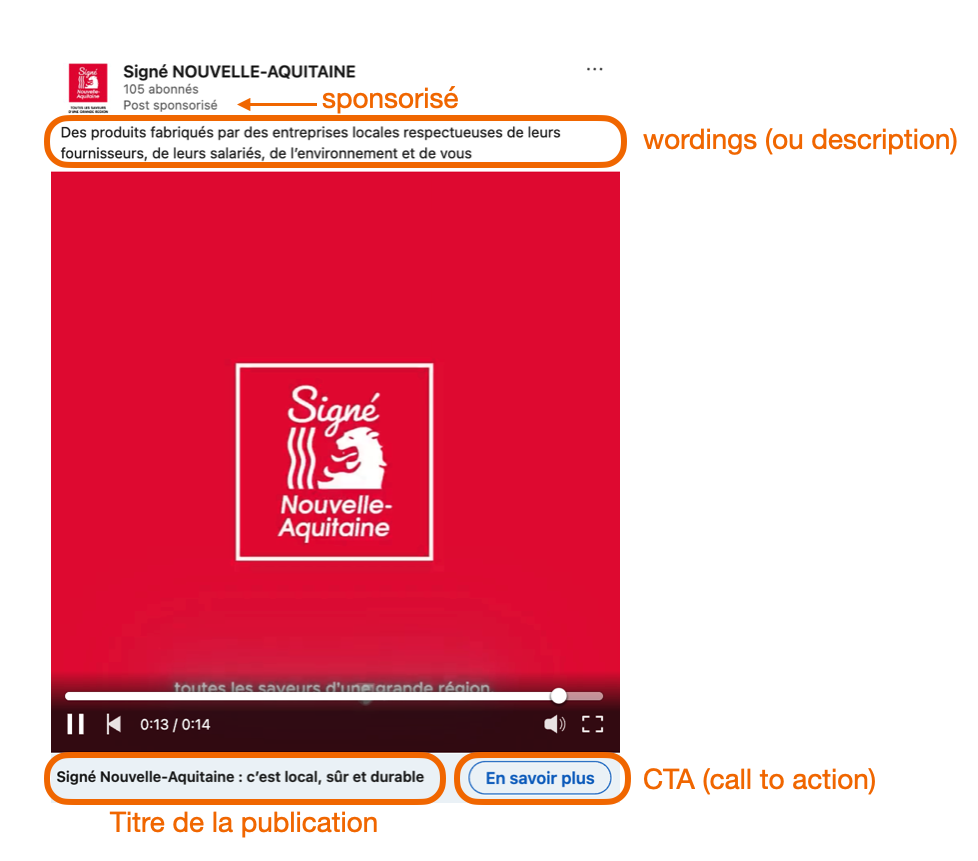 Signé
Nouvelle-
Aquitaine
TOUTES LES SAVEURS
D'UNE GRANDE RÉGION
Signé NOUVELLE-AQUITAINE
...
105 abonnés
Post sponsorisé
sponsorisé
Des produits fabriqués par des entreprises locales respectueuses de leurs
fournisseurs, de leurs salariés, de l'environnement et de vous
wordings (ou description)
Signé
Nouvelle-
Aquitaine
toutes les saveurs d'une grande région
0:13 / 0:14
Signé Nouvelle-Aquitaine : c'est local, sûr et durable
En savoir plus
CTA (call to action)
Titre de la publication